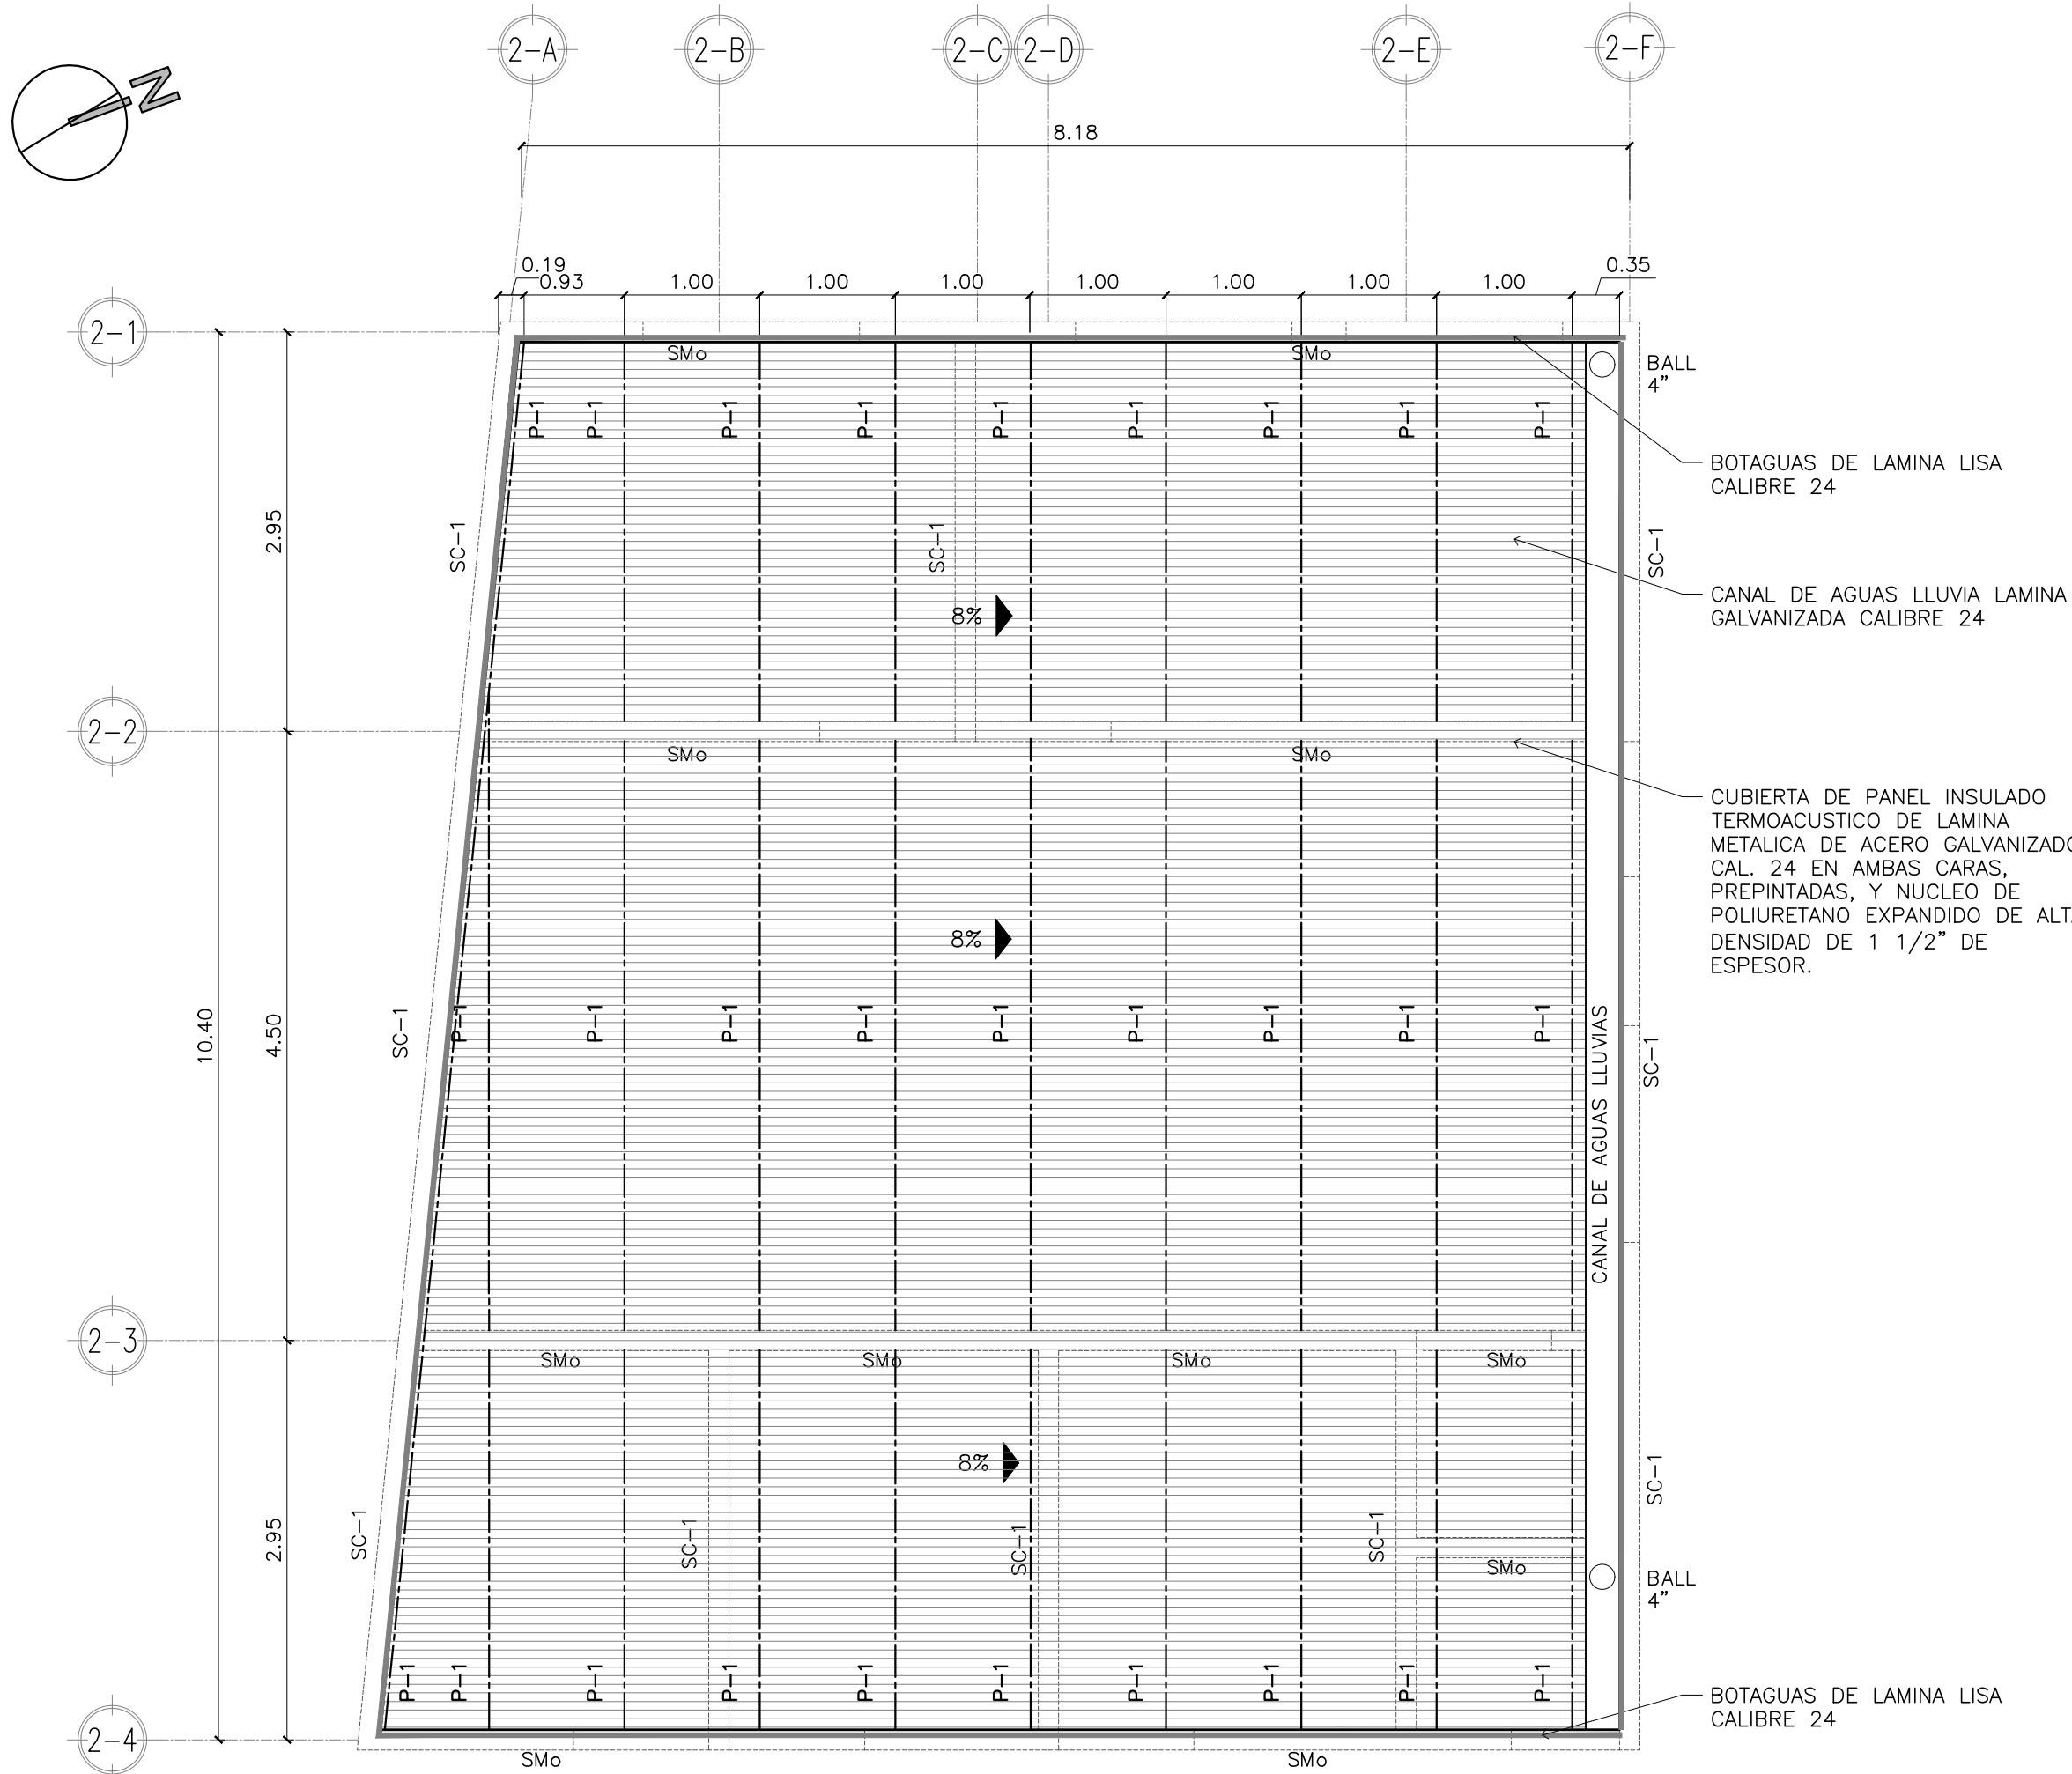 2-A 2-B 2-C 2-D 2-E 2-F
N
8.18
0.19 0.35
0.93 1.00 1.00 1.00 1.00 1.00 1.00 1.00
2-1
SMo SMo
BALL
4"
P-1 P-1 P-1 P-1 P-1 P-1 P-1 P-1 P-1
BOTAGUAS DE LAMINA LISA
CALIBRE 24
2.95
SC-1 SC-1 SC-1
CANAL DE AGUAS LLUVIA LAMINA
GALVANIZADA CALIBRE 24
8%
2-2
SMo SMo
CUBIERTA DE PANEL INSULADO
TERMOACUSTICO DE LAMINA
METALICA DE ACERO GALVANIZADO
CAL. 24 EN AMBAS CARAS,
PREPINTADAS, Y NUCLEO DE
POLIURETANO EXPANDIDO DE
DENSIDAD DE 1 1/2" DE
ESPESOR.
8%
10.40
4.50
SC-1
P-1 P-1 P-1 P-1 P-1 P-1 P-1 P-1 P-1
CANAL DE AGUAS LLUVIAS
SC-1
2-3
SMo SMo SMo SMo
8%
2.95
SC-1 SC-1 SC-1 SC-1 SC-1
SMo
BALL
4"
P-1 P-1 P-1 P-1 P-1 P-1 P-1 P-1 P-1 P-1
BOTAGUAS DE LAMINA LISA
CALIBRE 24
2-4
SMo SMo